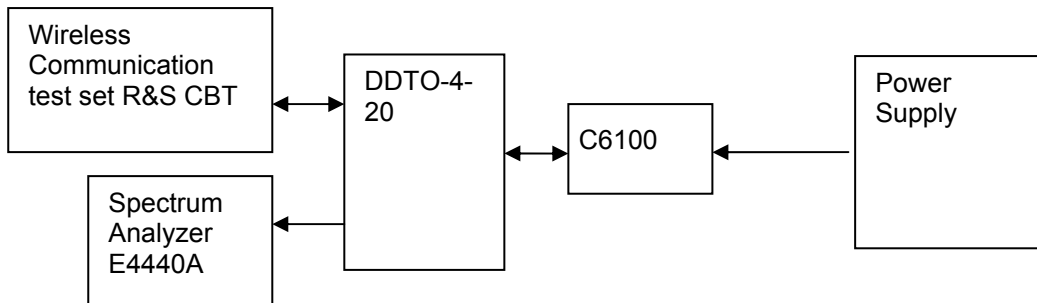 Wireless
Communication
test set R&S CBT
DDTO-4-
20
C6100
Power
Supply
Spectrum
Analyzer
E4440A